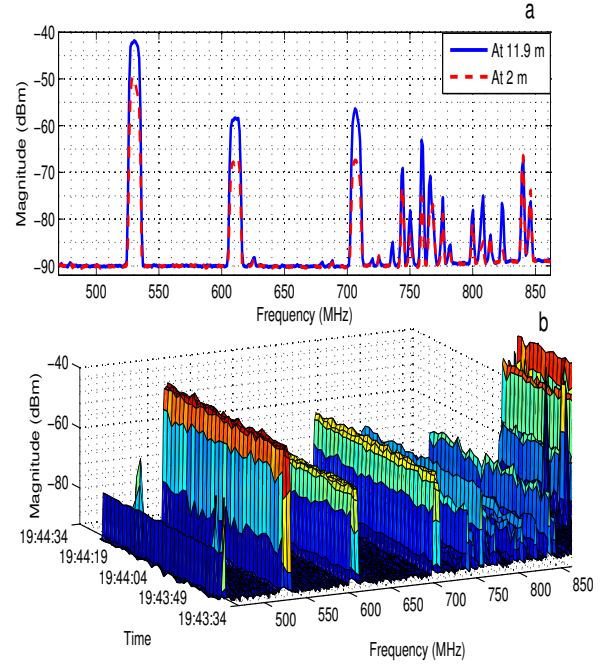 a
−40
−50
−60
−70
−80
−90
Magnitude (dBm)
At 11.9 m
At 2 m
500 550 600 650 700 750 800 850
Frequency (MHz)
b
−40
−60
−80
Magnitude (dBm)
19:44:34
19:44:19
19:44:04
19:43:49
19:43:34
Time
500 550 600 650 700 750 800 850
Frequency (MHz)